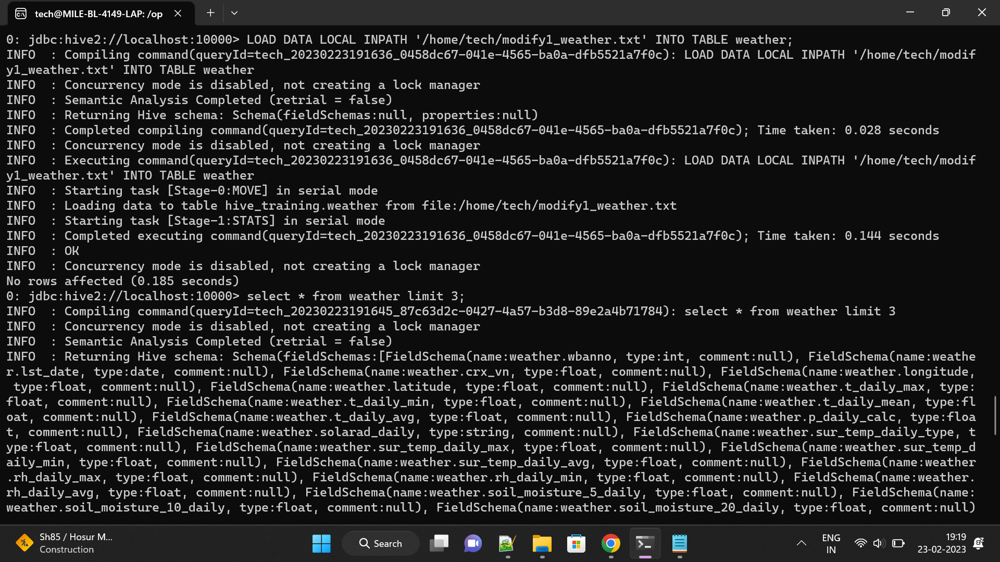 tech@MILE-BL-4149-LAP: /op
0: jdbc:hive2://localhost:10000> LOAD DATA LOCAL INPATH '/home/tech/modify1_weather.txt' INTO TABLE weather;
INFO  : Compiling command(queryId=tech_20230223191636_0458dc67-041e-4565-ba0a-dfb5521a7f0c): LOAD DATA LOCAL INPATH '/home/tech/modif
y1_weather.txt' INTO TABLE weather
INFO  : Concurrency mode is disabled, not creating a lock manager
INFO  : Semantic Analysis Completed (retrial = false)
INFO  : Returning Hive schema: Schema(fieldSchemas:null, properties:null)
INFO  : Completed compiling command(queryId=tech_20230223191636_0458dc67-041e-4565-ba0a-dfb5521a7f0c); Time taken: 0.028 seconds
INFO  : Concurrency mode is disabled, not creating a lock manager
INFO  : Executing command(queryId=tech_20230223191636_0458dc67-041e-4565-ba0a-dfb5521a7f0c): LOAD DATA LOCAL INPATH '/home/tech/modif
y1_weather.txt' INTO TABLE weather
INFO  : Starting task [Stage-0:MOVE] in serial mode
INFO  : Loading data to table hive_training.weather from file:/home/tech/modify1_weather.txt
INFO  : Starting task [Stage-1:STATS] in serial mode
INFO  : Completed executing command(queryId=tech_20230223191636_0458dc67-041e-4565-ba0a-dfb5521a7f0c); Time taken: 0.144 seconds
INFO  : OK
INFO  : Concurrency mode is disabled, not creating a lock manager
No rows affected (0.185 seconds)
0: jdbc:hive2://localhost:10000> select * from weather limit 3;
INFO  : Compiling command(queryId=tech_20230223191645_87c63d2c-0427-4a57-b3d8-89e2a4b71784): select * from weather limit 3
INFO  : Concurrency mode is disabled, not creating a lock manager
INFO  : Semantic Analysis Completed (retrial = false)
INFO  : Returning Hive schema: Schema(fieldSchemas:[FieldSchema(name:weather.wbanno, type:int, comment:null), FieldSchema(name:weathe
r.lst_date, type:date, comment:null), FieldSchema(name:weather.crx_vn, type:float, comment:null), FieldSchema(name:weather.longitude,
 type:float, comment:null), FieldSchema(name:weather.latitude, type:float, comment:null), FieldSchema(name:weather.t_daily_max, type:
float, comment:null), FieldSchema(name:weather.t_daily_min, type:float, comment:null), FieldSchema(name:weather.t_daily_mean, type:fl
oat, comment:null), FieldSchema(name:weather.t_daily_avg, type:float, comment:null), FieldSchema(name:weather.p_daily_calc, type:floa
t, comment:null), FieldSchema(name:weather.solarad_daily, type:string, comment:null), FieldSchema(name:weather.sur_temp_daily_type, t
ype:float, comment:null), FieldSchema(name:weather.sur_temp_daily_max, type:float, comment:null), FieldSchema(name:weather.sur_temp_d
aily_min, type:float, comment:null), FieldSchema(name:weather.sur_temp_daily_avg, type:float, comment:null), FieldSchema(name:weather
.rh_daily_max, type:float, comment:null), FieldSchema(name:weather.rh_daily_min, type:float, comment:null), FieldSchema(name:weather.
rh_daily_avg, type:float, comment:null), FieldSchema(name:weather.soil_moisture_5_daily, type:float, comment:null), FieldSchema(name:
weather.soil_moisture_10_daily, type:float, comment:null), FieldSchema(name:weather.soil_moisture_20_daily, type:float, comment:null)
Sh85 / Hosur M...
Construction
Search
ENG
IN
19:19
23-02-2023